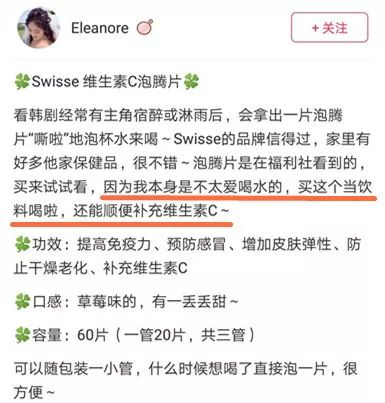 Eleanore
+关注
Swisse 维生素C泡腾片
看韩剧经常有主角宿醉或淋雨后，会拿出一片泡腾
片“嘶啦”地泡杯水来喝～Swisse的品牌信得过，家里有
好多他家保健品，很不错～泡腾片是在福利社看到的，
买来试试看，因为我本身是不太爱喝水的，买这个当饮
料喝啦，还能顺便补充维生素C～
功效：提高免疫力、预防感冒、增加皮肤弹性、防
止干燥老化、补充维生素C
口感：草莓味的，有一丢丢甜～
容量：60片（一管20片，共三管）
可以随包装一小管，什么时候想喝了直接泡一片，很
方便～